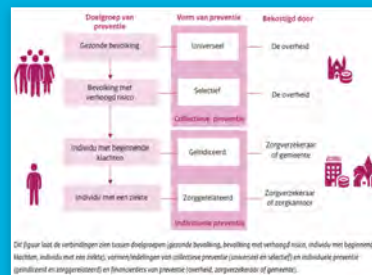 Doelgroep van preventie
Vorm van preventie
Bekostigd door
Gezonde bevolking
Universeel
De overheid
Bevolking met verhoogd risico
Selectief
De overheid
Collectieve preventie
Individu met beginnende klachten
Geïndiceerd
Zorgverzekeraar of gemeente
Individu met een ziekte
Zorggerelateerd
Zorgverzekeraar of zorgkantoor
Individuele preventie
Dit figuur laat de verbindingen zien tussen doelgroepen (gezonde bevolking, bevolking met verhoogd risico, individu met beginnende
klachten, individu met een ziekte), vormen/indelingen van collectieve preventie (universeel en selectief) en individuele preventie
(geïndiceerd en zorggerelateerd) en financierders van preventie (overheid, zorgverzekeraar of gemeente).